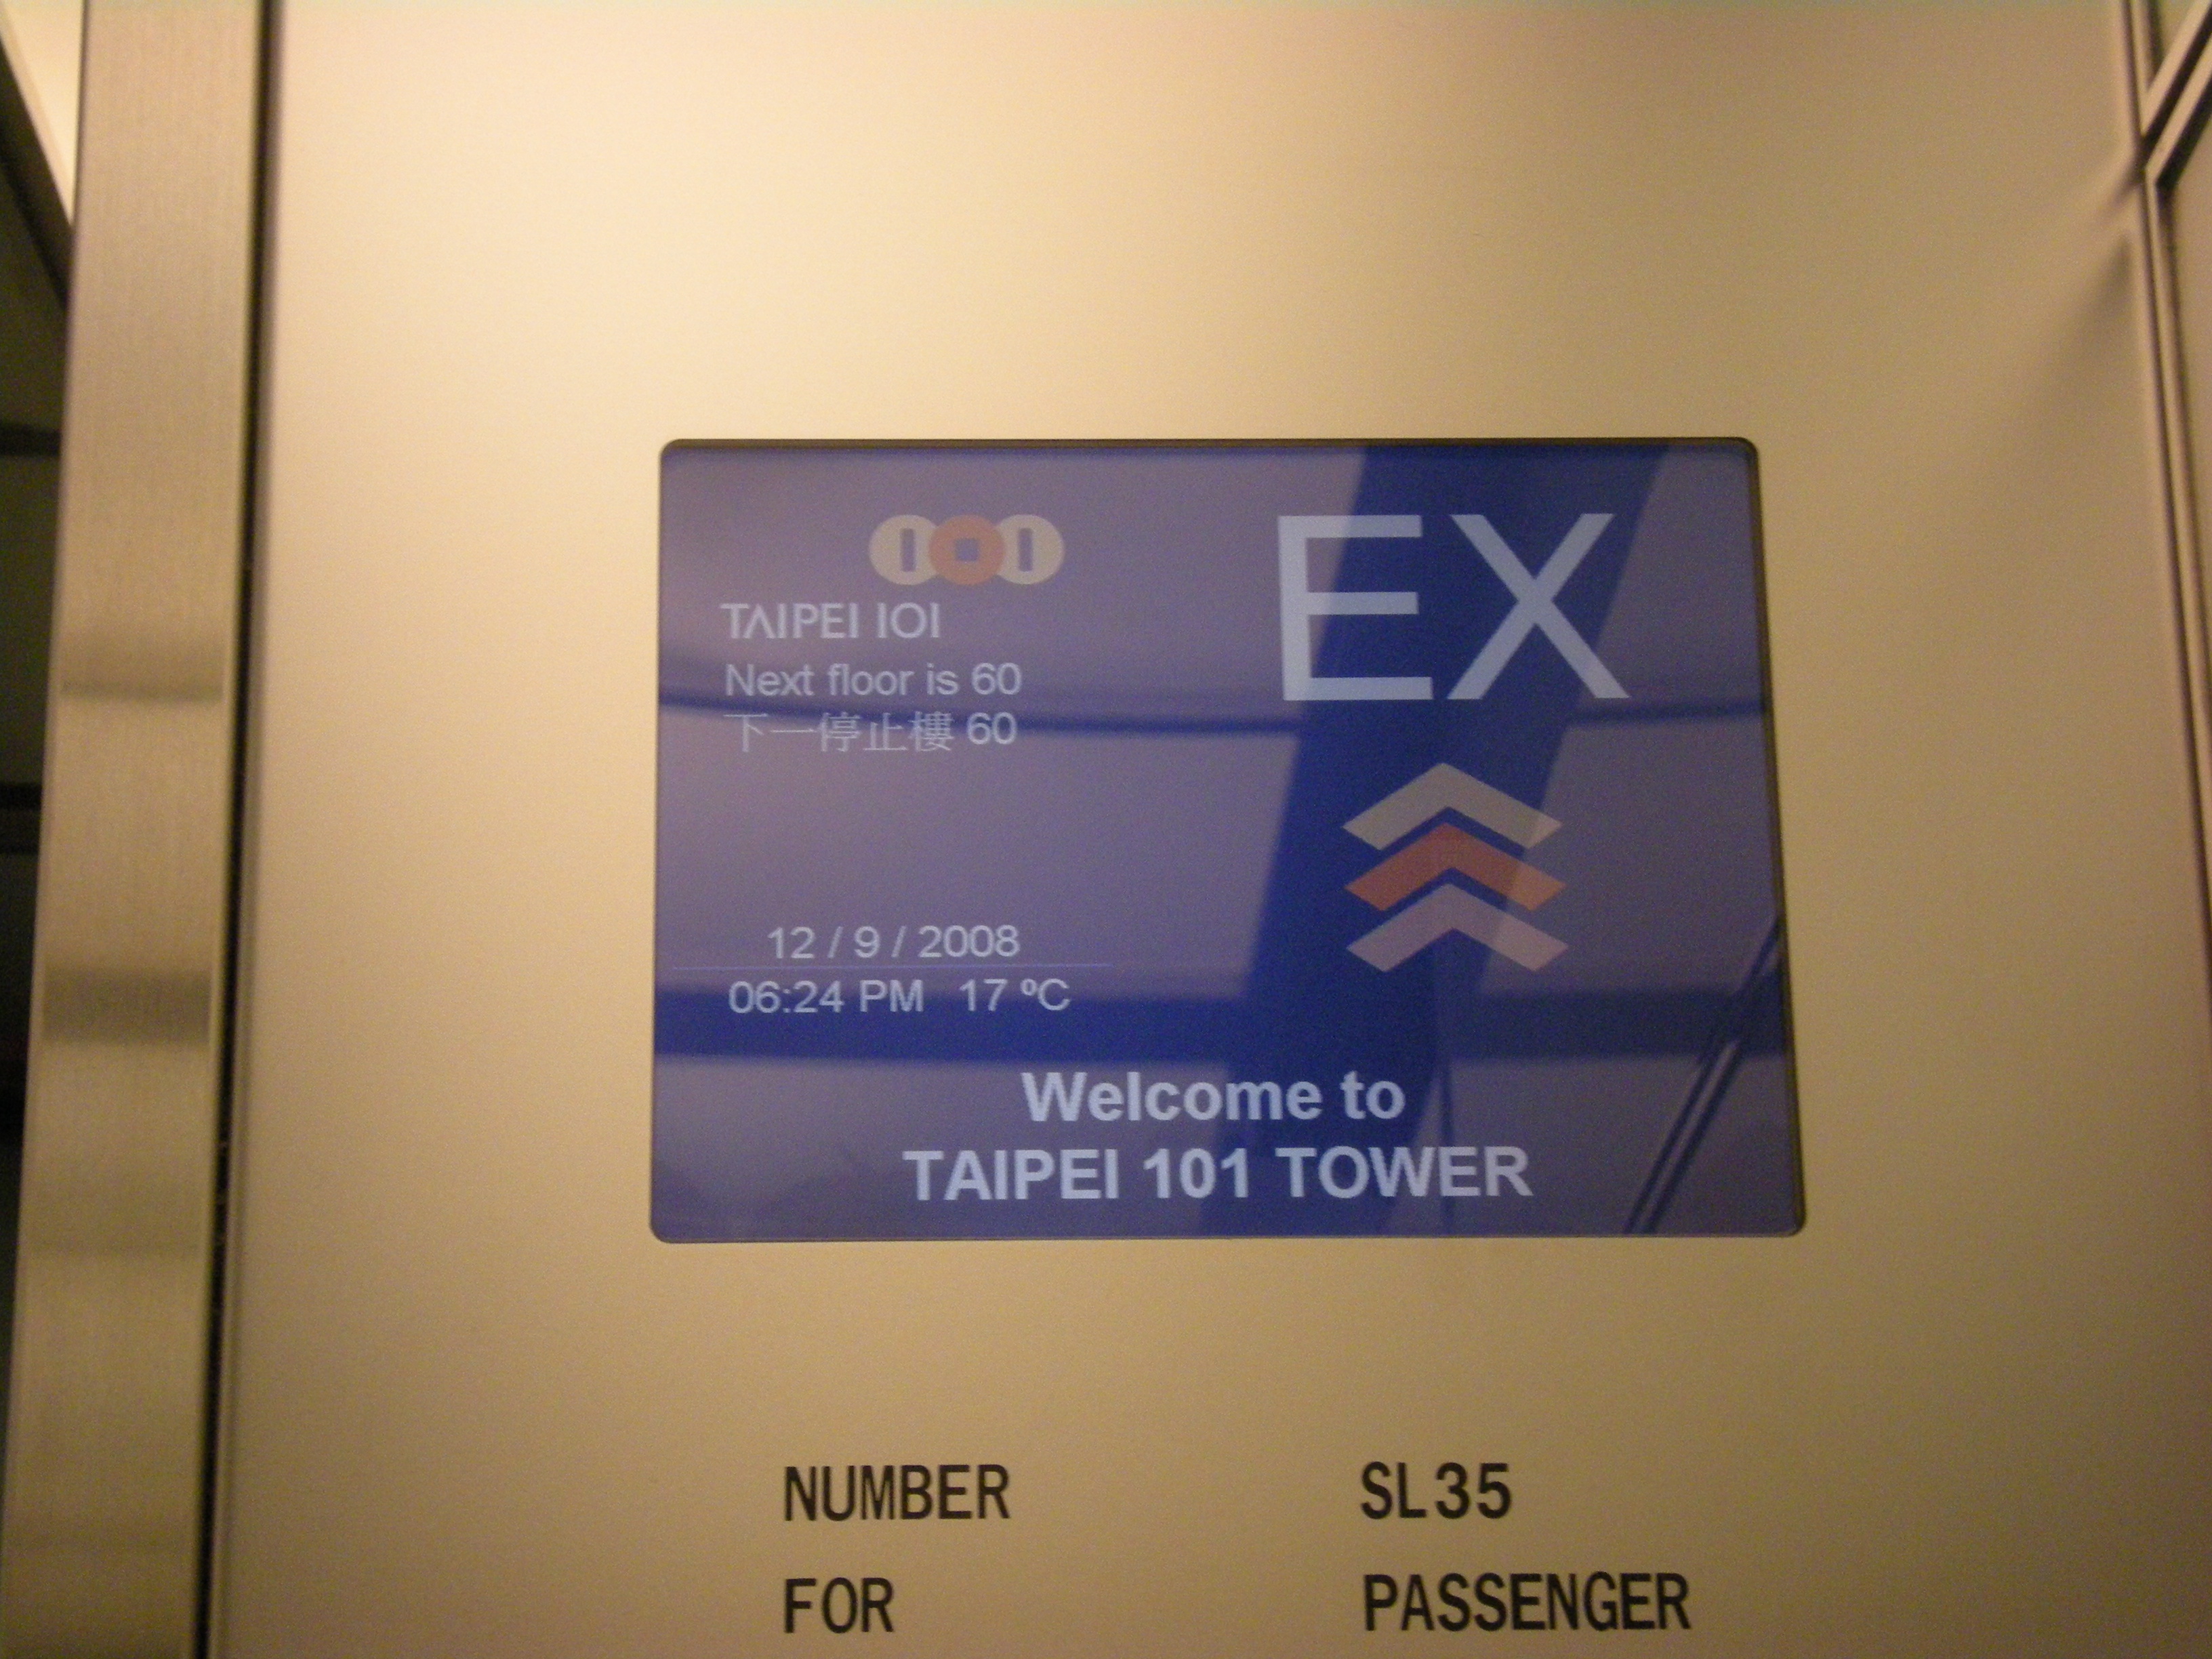 TAIPEI 101
Next floor is 60
下一停止樓 60
EX
12 / 9 / 2008
06:24 PM 17 ºC
Welcome to
TAIPEI 101 TOWER
NUMBER SL35
FOR PASSENGER